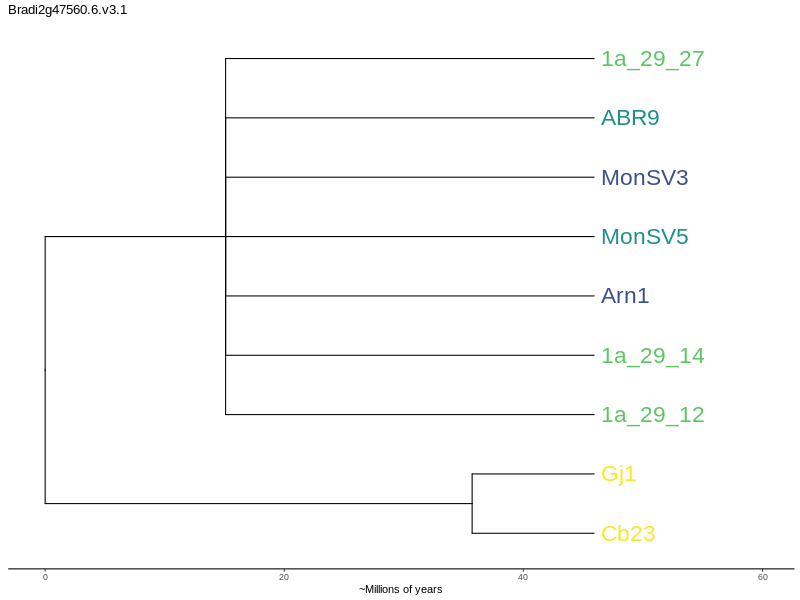 Bradi2g47560.6.v3.1
1a_29_27
ABR9
MonSV3
MonSV5
Arn1
1a_29_14
1a_29_12
Gj1
Cb23
0 20 40 60
~Millions of years